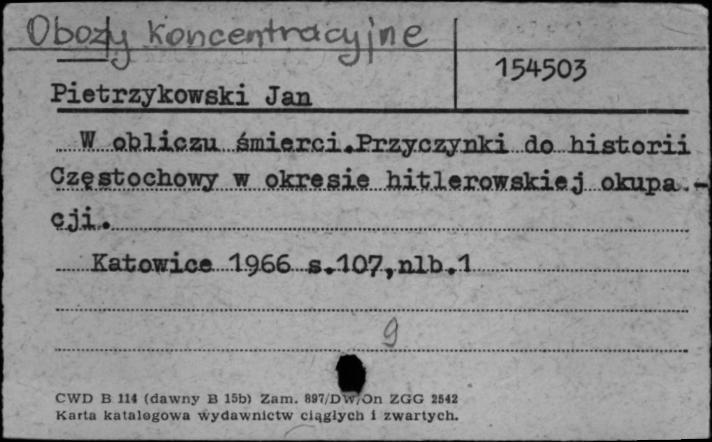 Obozy koncentracyjne
154503
Pietrzykowski Jan
W obliczu śmierci.Przyczynki do historii
Częstochowy w okresie hitlerowskiej okupa.-
cji.
Katowice 1966 s.107,nlb.1
9
CWD B 114 (dawny B 15b) Zam. 897/DW/On ZGG 2542
Karta katalogowa wydawnictw ciągłych i zwartych.